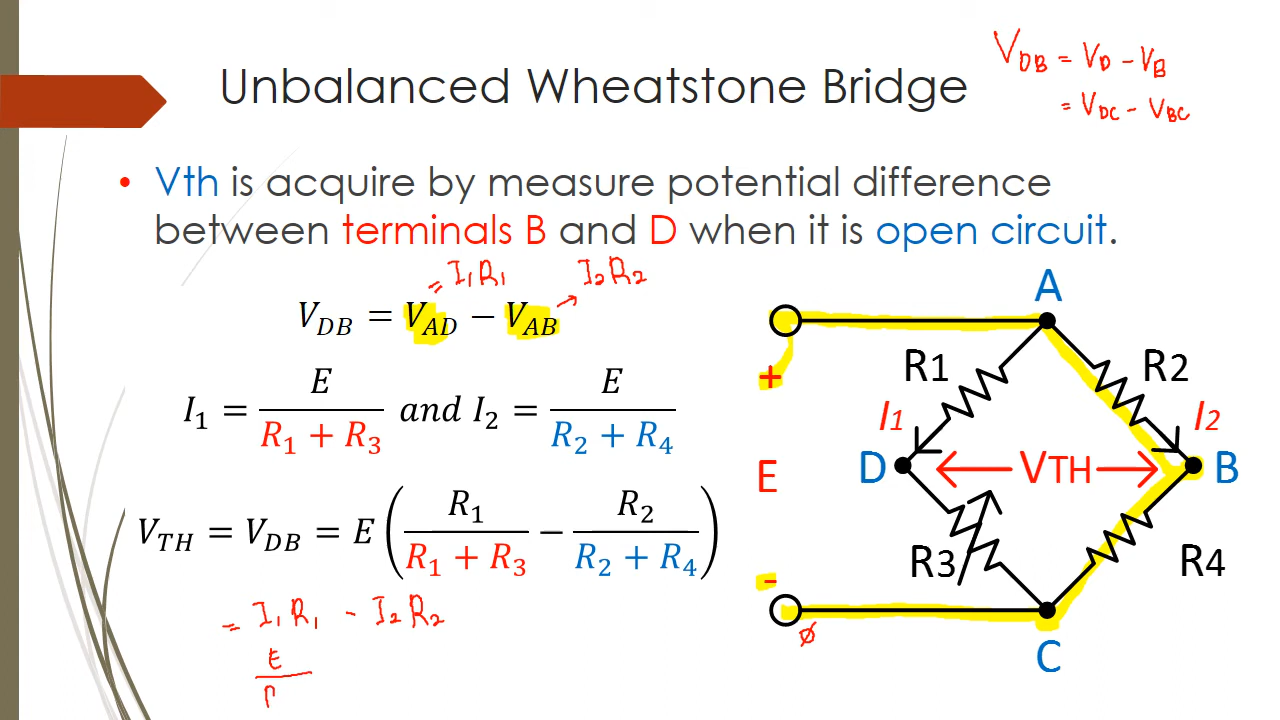 Unbalanced Wheatstone Bridge
V_DB = V_D - V_B
= V_DC - V_BC
• Vth is acquire by measure potential difference
between terminals B and D when it is open circuit.
= I₁R₁
I₂R₂
V_DB = V_AD − V_AB
I₁ = E / (R₁ + R₃) and I₂ = E / (R₂ + R₄)
V_TH = V_DB = E ( R₁ / (R₁ + R₃) − R₂ / (R₂ + R₄) )
= I₁R₁ - I₂R₂
E
A
+
R1
R2
I1
I2
D
VTH
B
E
R3
R4
-
C